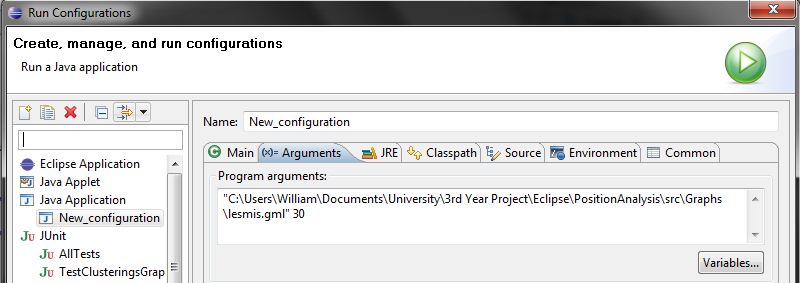 Run Configurations
Create, manage, and run configurations
Run a Java application
Name: New_configuration
Main (x)= Arguments JRE Classpath Source Environment Common
Eclipse Application
Java Applet
Java Application
New_configuration
JUnit
AllTests
TestClusteringsGrap
Program arguments:
"C:\Users\William\Documents\University\3rd Year Project\Eclipse\PositionAnalysis\src\Graphs
\lesmis.gml" 30
Variables...